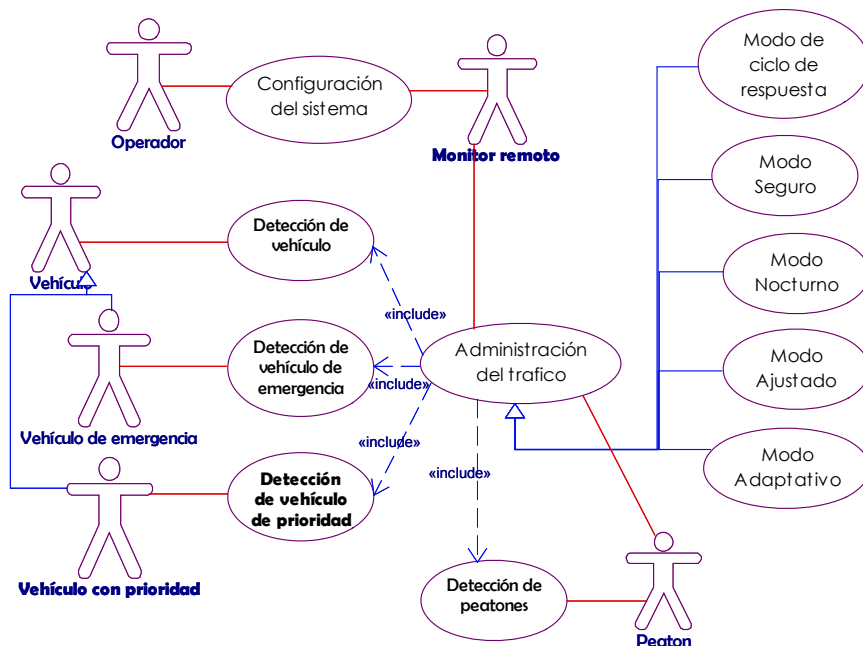 Modo de
ciclo de
respuesta
Configuración
del sistema
Operador
Monitor remoto
Modo
Seguro
Detección de
vehículo
Vehículo
Modo
Nocturno
«include»
Detección de
vehículo de
emergencia
«include»
Administración
del trafico
Modo
Ajustado
Vehículo de emergencia
«include»
«include»
Modo
Adaptativo
Detección
de vehículo
de prioridad
Vehículo con prioridad
Detección de
peatones
Peaton